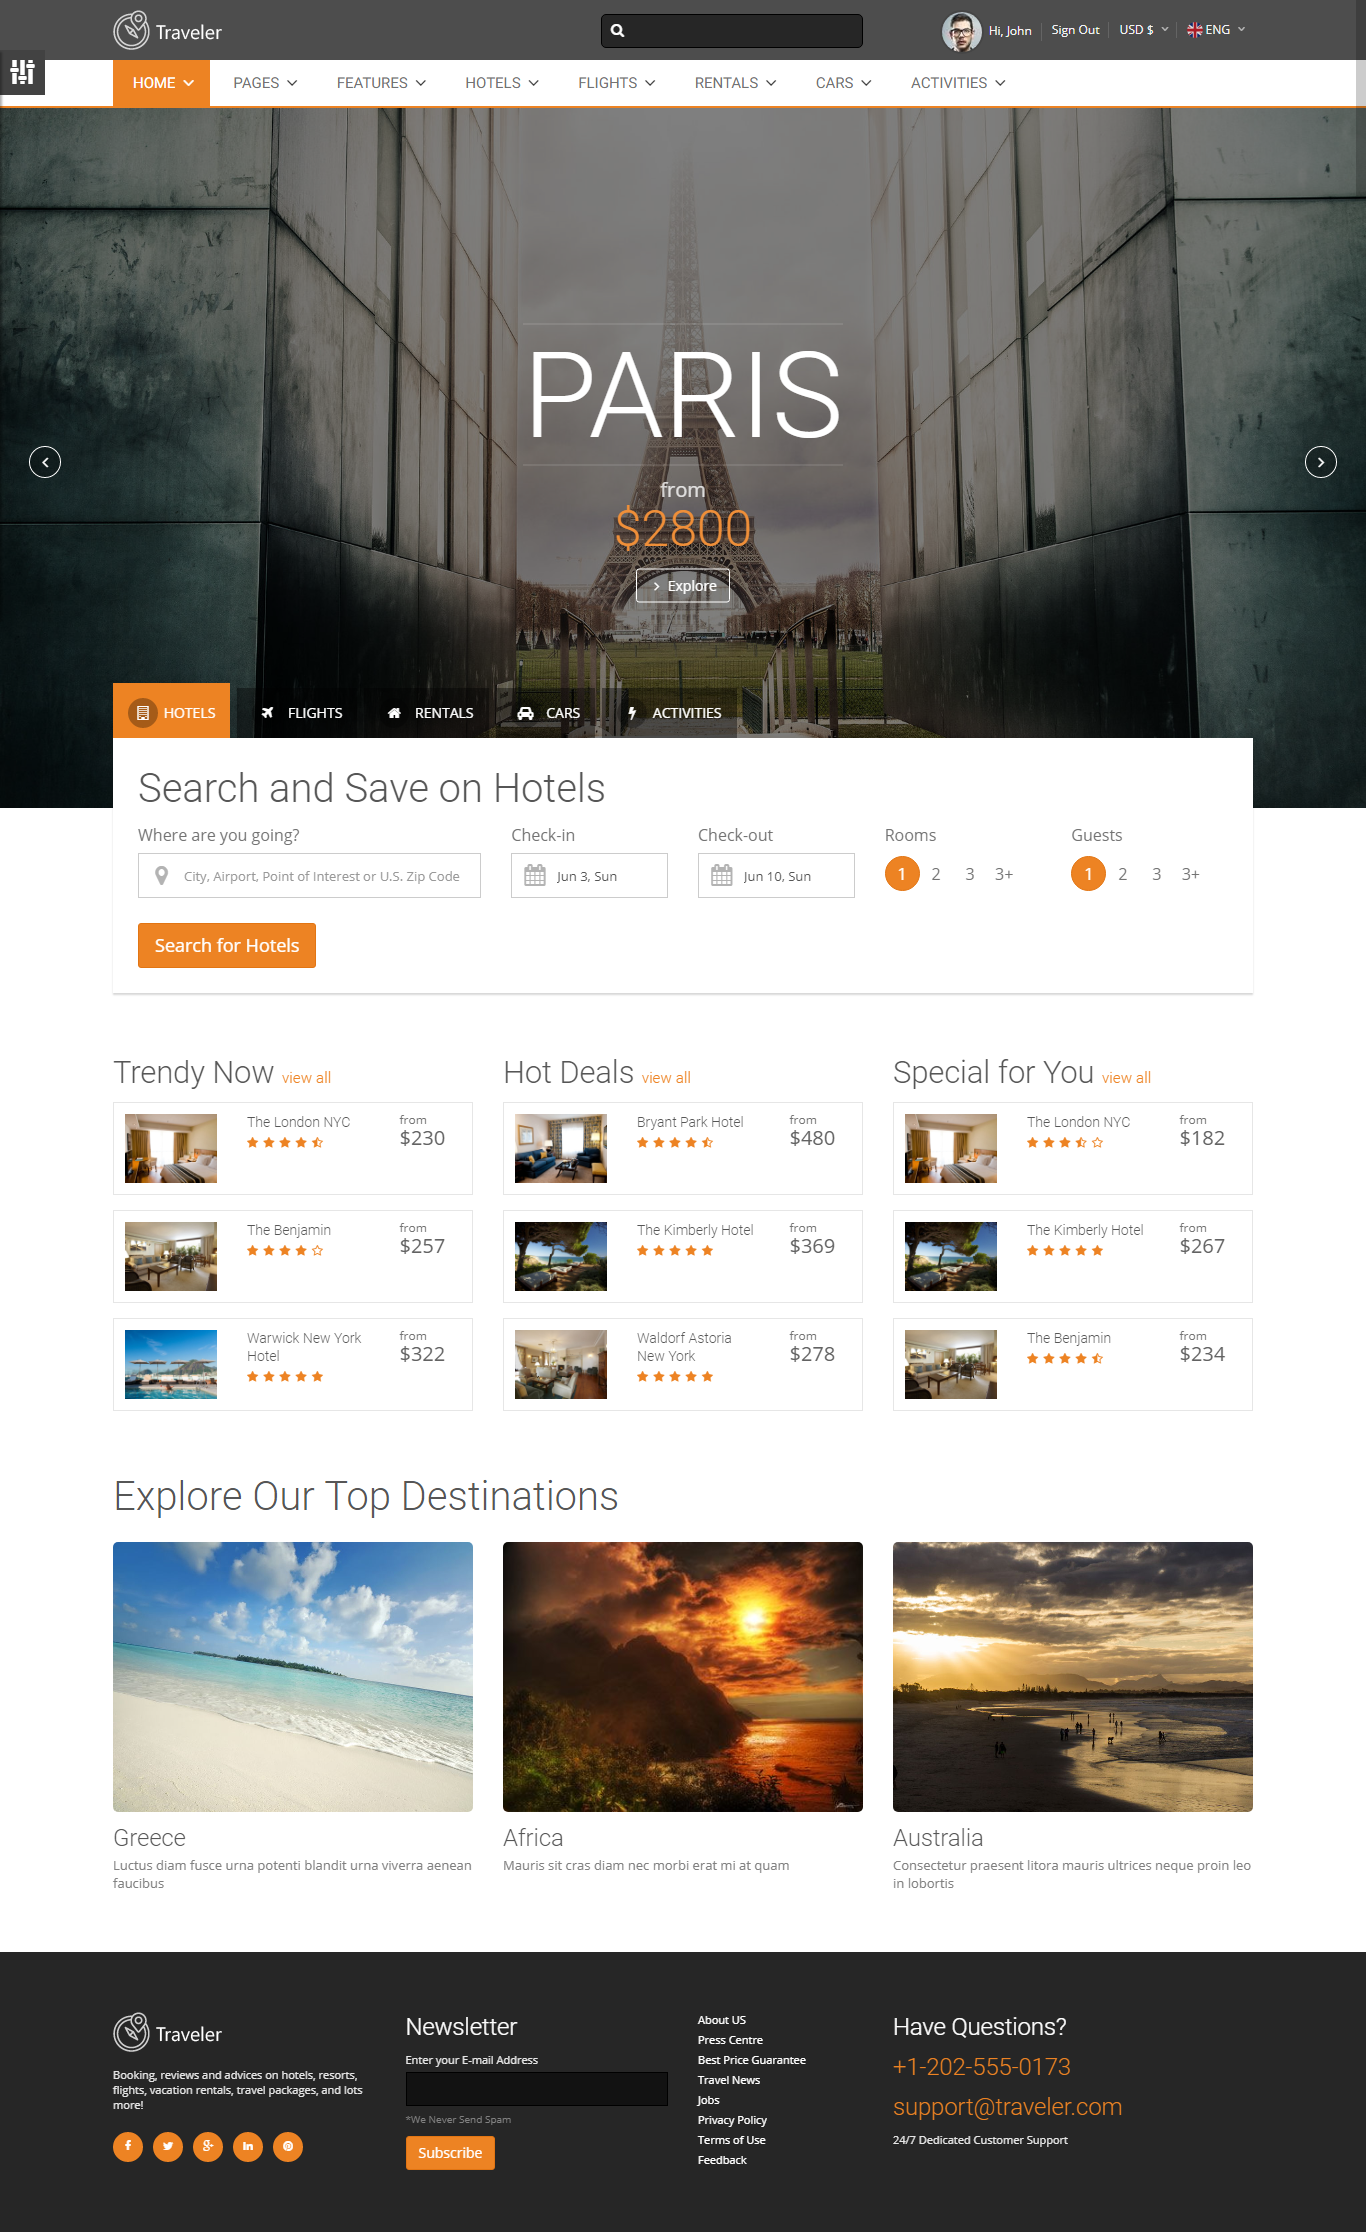 Traveler
Hi, John
Sign Out
USD $
ENG
HOME
PAGES
FEATURES
HOTELS
FLIGHTS
RENTALS
CARS
ACTIVITIES
PARIS
from
$2800
Explore
HOTELS
FLIGHTS
RENTALS
CARS
ACTIVITIES
Search and Save on Hotels
Where are you going?
City, Airport, Point of Interest or U.S. Zip Code
Check-in
Jun 3, Sun
Check-out
Jun 10, Sun
Rooms
1 2 3 3+
Guests
1 2 3 3+
Search for Hotels
Trendy Now view all
The London NYC
from
$230
The Benjamin
from
$257
Warwick New York
Hotel
from
$322
Hot Deals view all
Bryant Park Hotel
from
$480
The Kimberly Hotel
from
$369
Waldorf Astoria
New York
from
$278
Special for You view all
The London NYC
from
$182
The Kimberly Hotel
from
$267
The Benjamin
from
$234
Explore Our Top Destinations
Greece
Luctus diam fusce urna potenti blandit urna viverra aenean
faucibus
Africa
Mauris sit cras diam nec morbi erat mi at quam
Australia
Consectetur praesent litora mauris ultrices neque proin leo
in lobortis
Traveler
Booking, reviews and advices on hotels, resorts,
flights, vacation rentals, travel packages, and lots
more!
Newsletter
Enter your E-mail Address
*We Never Send Spam
Subscribe
About US
Press Centre
Best Price Guarantee
Travel News
Jobs
Privacy Policy
Terms of Use
Feedback
Have Questions?
+1-202-555-0173
support@traveler.com
24/7 Dedicated Customer Support